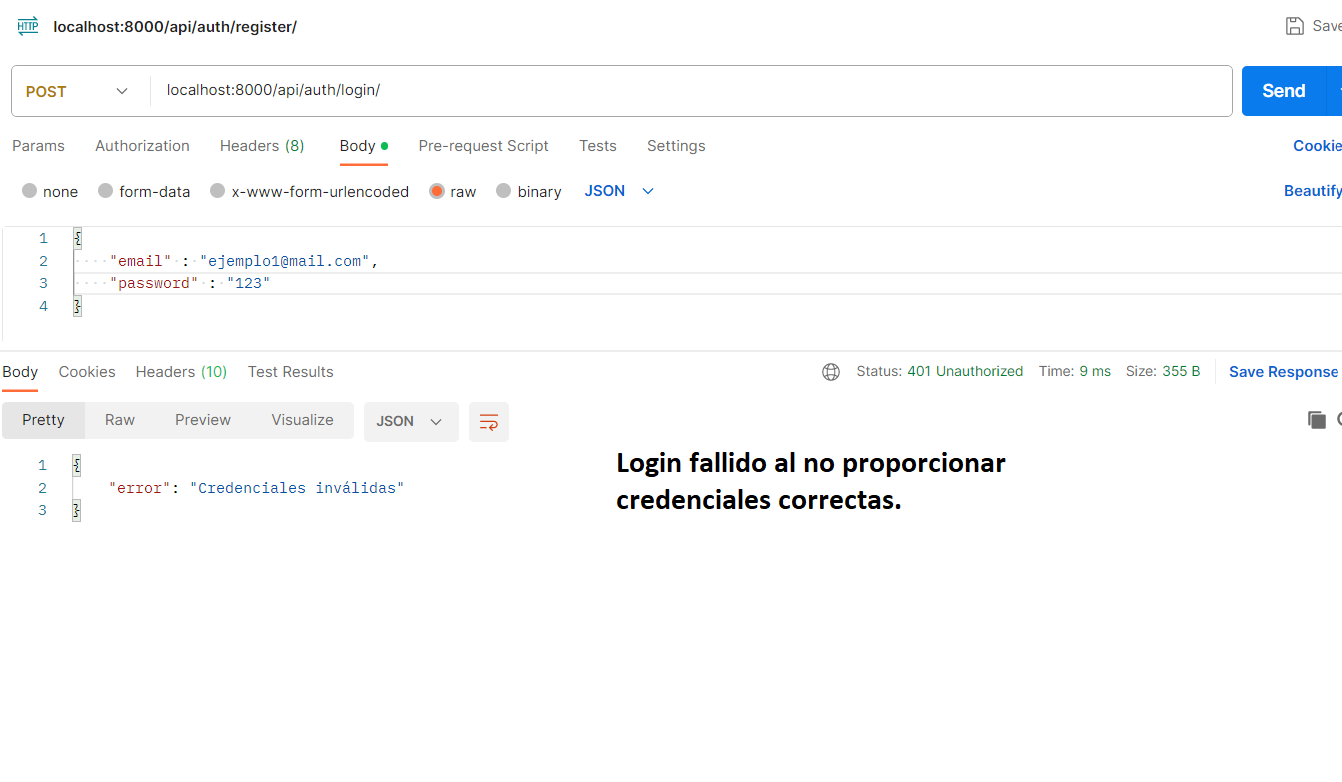 HTTP localhost:8000/api/auth/register/ Save
POST localhost:8000/api/auth/login/ Send
Params Authorization Headers (8) Body Pre-request Script Tests Settings Cookie
none form-data x-www-form-urlencoded raw binary JSON Beautify
1 {
2 "email" : "ejemplo1@mail.com",
3 "password" : "123"
4 }
Body Cookies Headers (10) Test Results Status: 401 Unauthorized Time: 9 ms Size: 355 B Save Response
Pretty Raw Preview Visualize JSON
1 {
2 "error": "Credenciales inválidas"
3 }
Login fallido al no proporcionar
credenciales correctas.